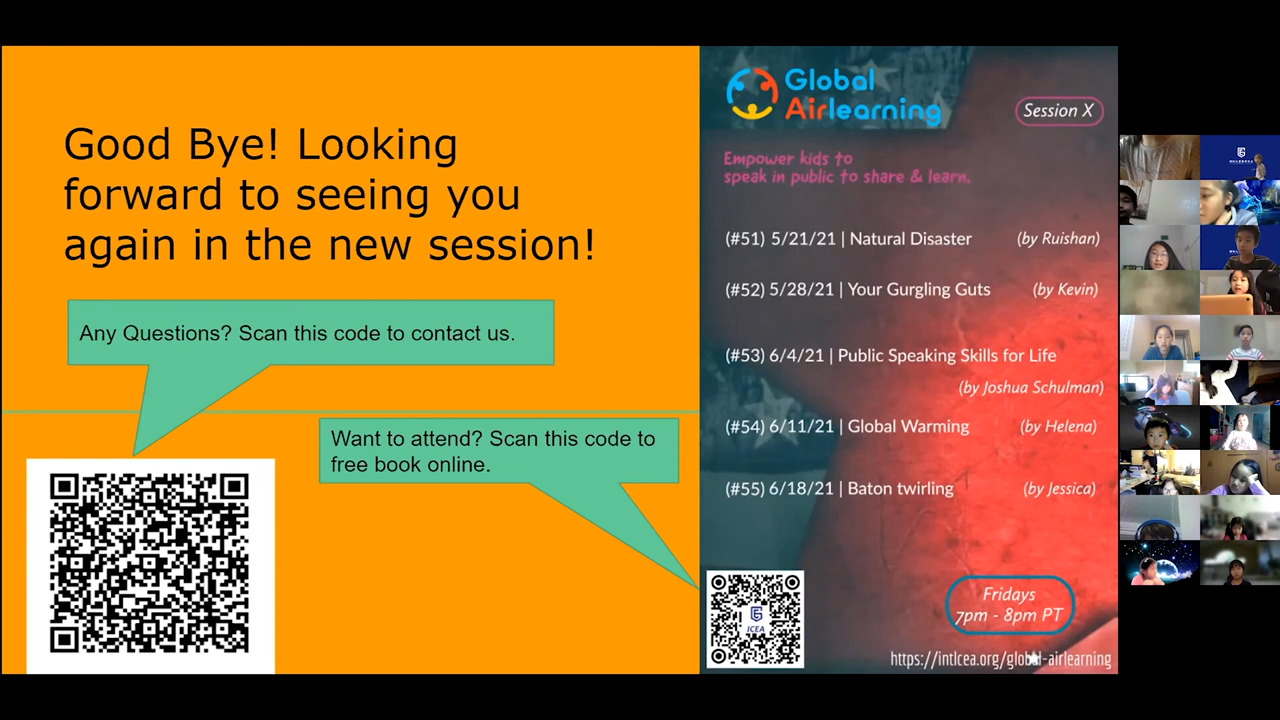 Good Bye! Looking
forward to seeing you
again in the new session!
Any Questions? Scan this code to contact us.
Want to attend? Scan this code to
free book online.
Global
Airlearning
Session X
Empower kids to
speak in public to share & learn.
(#51) 5/21/21 | Natural Disaster (by Ruishan)
(#52) 5/28/21 | Your Gurgling Guts (by Kevin)
(#53) 6/4/21 | Public Speaking Skills for Life
(by Joshua Schulman)
(#54) 6/11/21 | Global Warming (by Helena)
(#55) 6/18/21 | Baton twirling (by Jessica)
ICEA
Fridays
7pm - 8pm PT
https://intlcea.org/global-airlearning